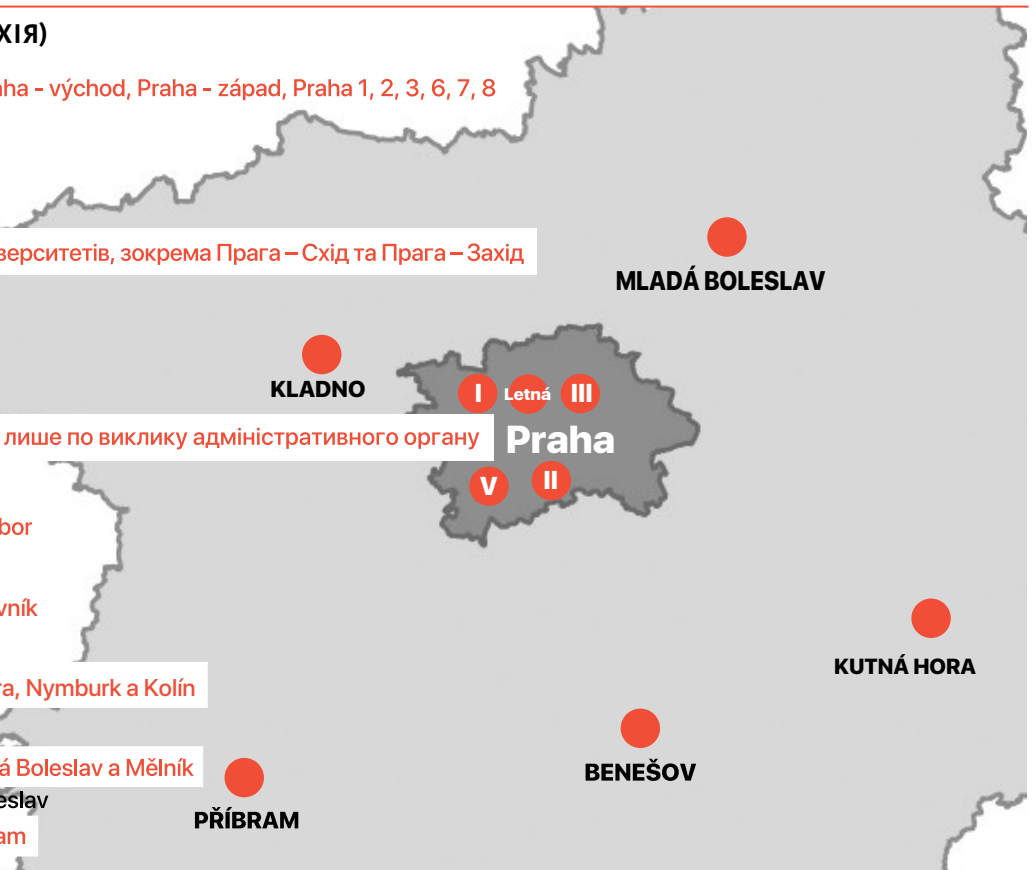 ХІЯ)
ha - východ, Praha - západ, Praha 1, 2, 3, 6, 7, 8
верситетів, зокрема Прага – Схід та Прага – Захід
MLADÁ BOLESLAV
KLADNO
I Letná III
лише по виклику адміністративного органу
Praha
V II
bor
vník
KUTNÁ HORA
ra, Nymburk a Kolín
á Boleslav a Mělník
BENEŠOV
eslav
PŘÍBRAM
am